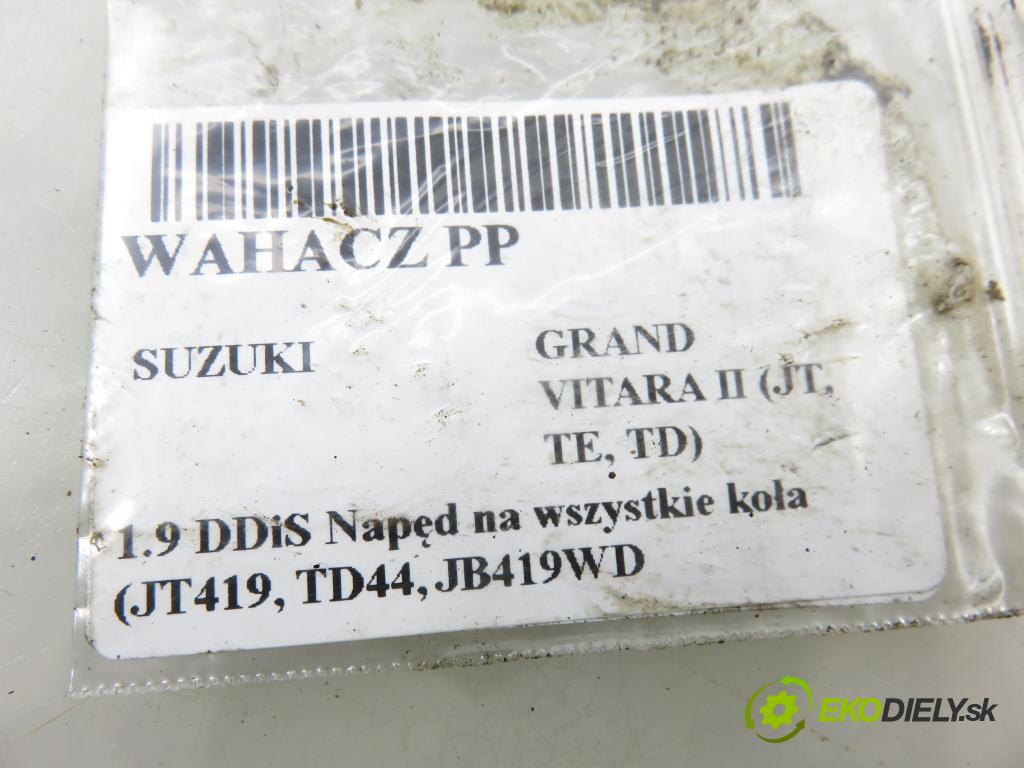 WAHACZ PP
SUZUKI
GRAND
VITARA II (JT,
TE, TD)
1.9 DDiS Napęd na wszystkie koła
(JT419, TD44, JB419WD
EKODIELY.sk